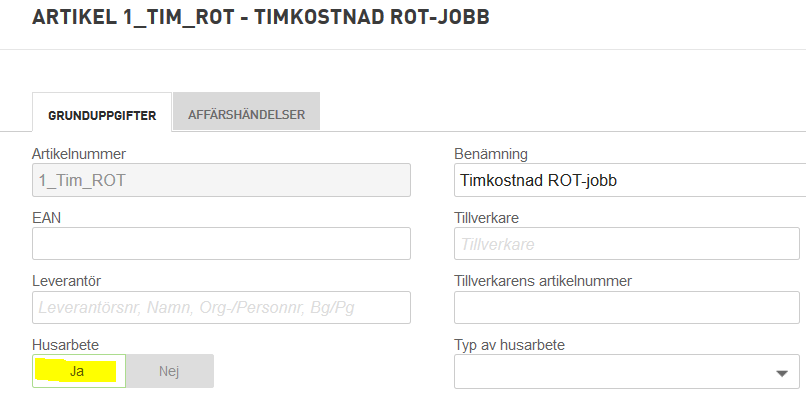 ARTIKEL 1_TIM_ROT - TIMKOSTNAD ROT-JOBB
GRUNDUPPGIFTER AFFÄRSHÄNDELSER
Artikelnummer Benämning
1_Tim_ROT Timkostnad ROT-jobb
EAN Tillverkare
Tillverkare
Leverantör Tillverkarens artikelnummer
Leverantörsnr, Namn, Org-/Personnr, Bg/Pg
Husarbete Typ av husarbete
Ja Nej